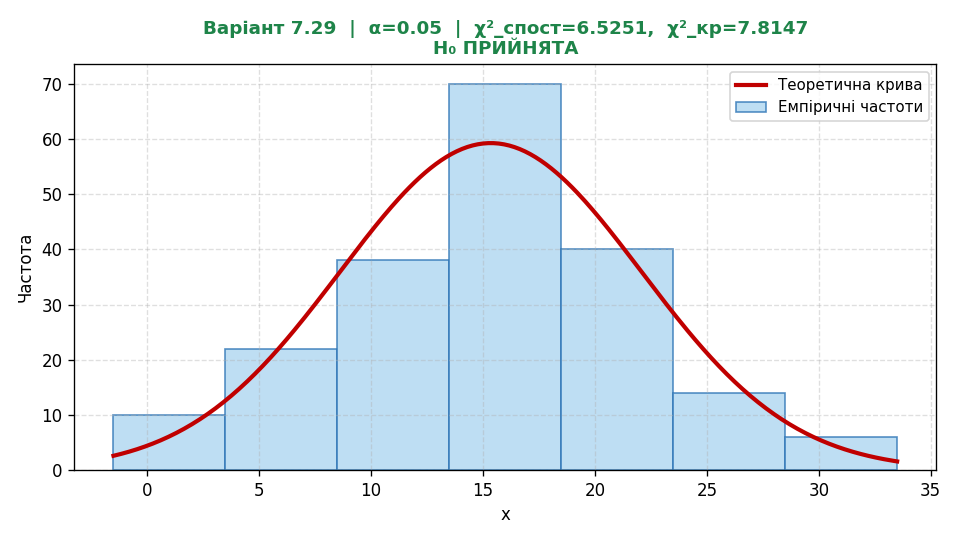 Варіант 7.29 | α=0.05 | χ²_спост=6.5251, χ²_кр=7.8147
H₀ ПРИЙНЯТА
Теоретична крива
Емпіричні частоти
Частота
70
60
50
40
30
20
10
0
0 5 10 15 20 25 30 35
x